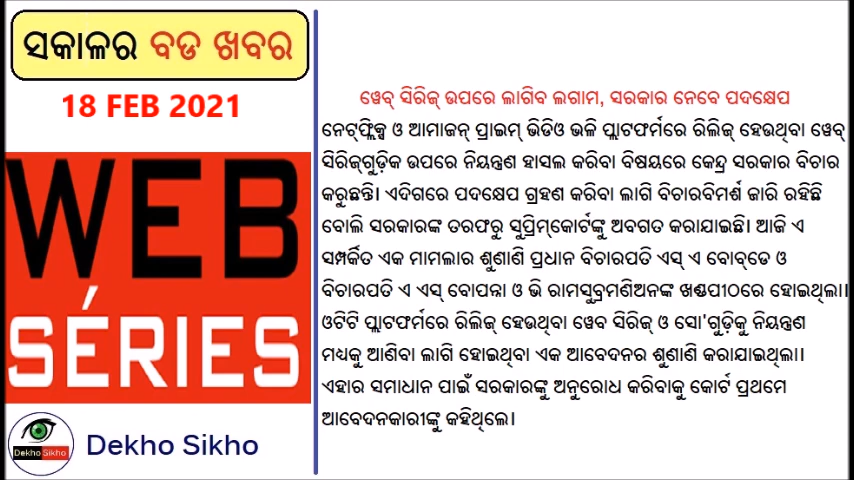 ସକାଳର ବଡ ଖବର
18 FEB 2021
WEB
SÉRIES
Dekho Sikho
Dekho Sikho
ୱେବ୍ ସିରିଜ୍ ଉପରେ ଲାଗିବ ଲଗାମ, ସରକାର ନେବେ ପଦକ୍ଷେପ
ନେଟ୍‌ଫ୍ଲିକ୍ସ ଓ ଆମାଜନ୍ ପ୍ରାଇମ୍ ଭିଡିଓ ଭଳି ପ୍ଲାଟଫର୍ମରେ ରିଲିଜ୍ ହେଉଥିବା ୱେବ୍
ସିରିଜ୍‌ଗୁଡ଼ିକ ଉପରେ ନିୟନ୍ତ୍ରଣ ହାସଲ କରିବା ବିଷୟରେ କେନ୍ଦ୍ର ସରକାର ବିଚାର
କରୁଛନ୍ତି। ଏଦିଗରେ ପଦକ୍ଷେପ ଗ୍ରହଣ କରିବା ଲାଗି ବିଚାରବିମର୍ଶ ଜାରି ରହିଛି
ବୋଲି ସରକାରଙ୍କ ତରଫରୁ ସୁପ୍ରିମ୍‌କୋର୍ଟଙ୍କୁ ଅବଗତ କରାଯାଇଛି। ଆଜି ଏ
ସମ୍ପର୍କିତ ଏକ ମାମଲାର ଶୁଣାଣି ପ୍ରଧାନ ବିଚାରପତି ଏସ୍ ଏ ବୋବ୍‌ଡେ ଓ
ବିଚାରପତି ଏ ଏସ୍ ବୋପନ୍ନା ଓ ଭି ରାମସୁବ୍ରମଣିଅନଙ୍କ ଖଣ୍ଡପୀଠରେ ହୋଇଥିଲା।
ଓଟିଟି ପ୍ଲାଟଫର୍ମରେ ରିଲିଜ୍ ହେଉଥିବା ୱେବ ସିରିଜ୍ ଓ ସୋ'ଗୁଡ଼ିକୁ ନିୟନ୍ତ୍ରଣ
ମଧ୍ୟକୁ ଆଣିବା ଲାଗି ହୋଇଥିବା ଏକ ଆବେଦନର ଶୁଣାଣି କରାଯାଇଥିଲା।
ଏହାର ସମାଧାନ ପାଇଁ ସରକାରଙ୍କୁ ଅନୁରୋଧ କରିବାକୁ କୋର୍ଟ ପ୍ରଥମେ
ଆବେଦନକାରୀଙ୍କୁ କହିଥିଲେ।